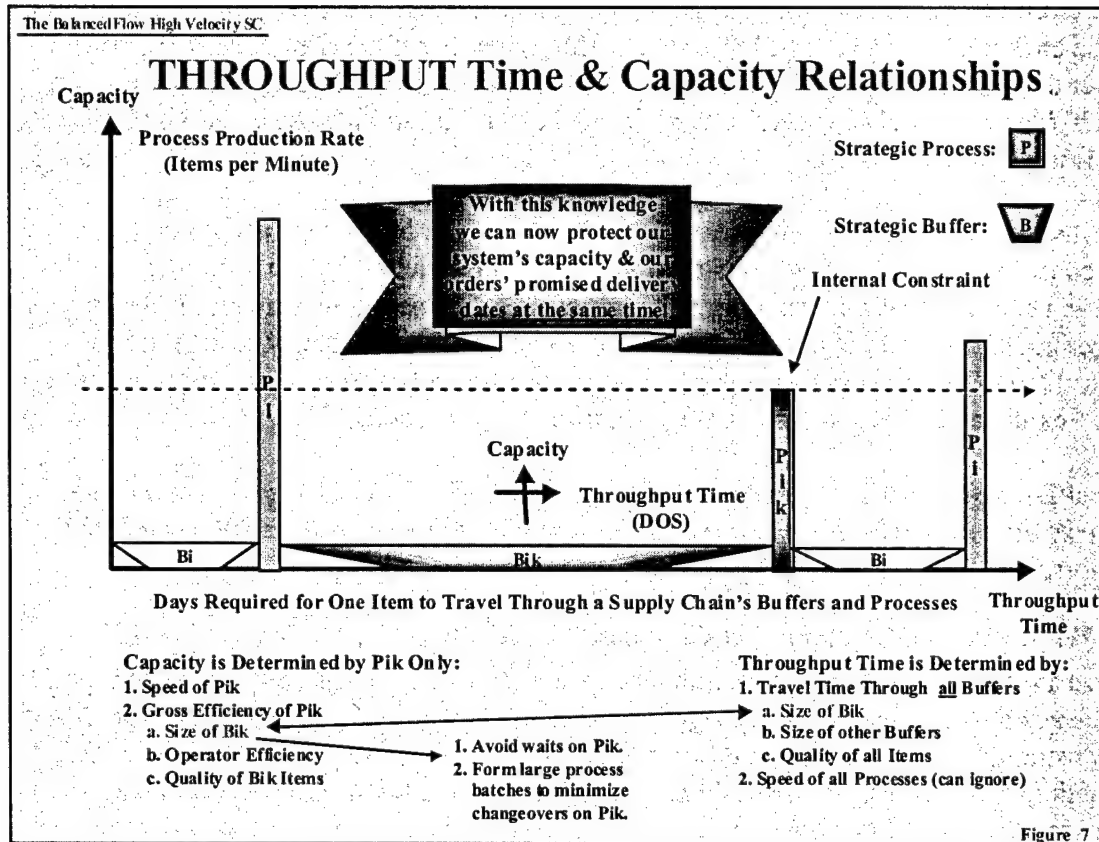 The Balanced Flow High Velocity SC
THROUGHPUT Time & Capacity Relationships
Capacity
Process Production Rate
(Items per Minute)
Strategic Process: P
Strategic Buffer: B
With this knowledge
we can now protect our
system's capacity & our
orders' promised deliver
dates at the same time
Internal Constraint
P
I
P
i
k
P
i
Capacity
Throughput Time
(DOS)
Bi
Bik
Bi
Days Required for One Item to Travel Through a Supply Chain's Buffers and Processes
Throughput
Time
Capacity is Determined by Pik Only:
1. Speed of Pik
2. Gross Efficiency of Pik
a. Size of Bik
b. Operator Efficiency
c. Quality of Bik Items
1. Avoid waits on Pik.
2. Form large process
batches to minimize
changeovers on Pik.
Throughput Time is Determined by:
1. Travel Time Through all Buffers
a. Size of Bik
b. Size of other Buffers
c. Quality of all Items
2. Speed of all Processes (can ignore)
Figure 7